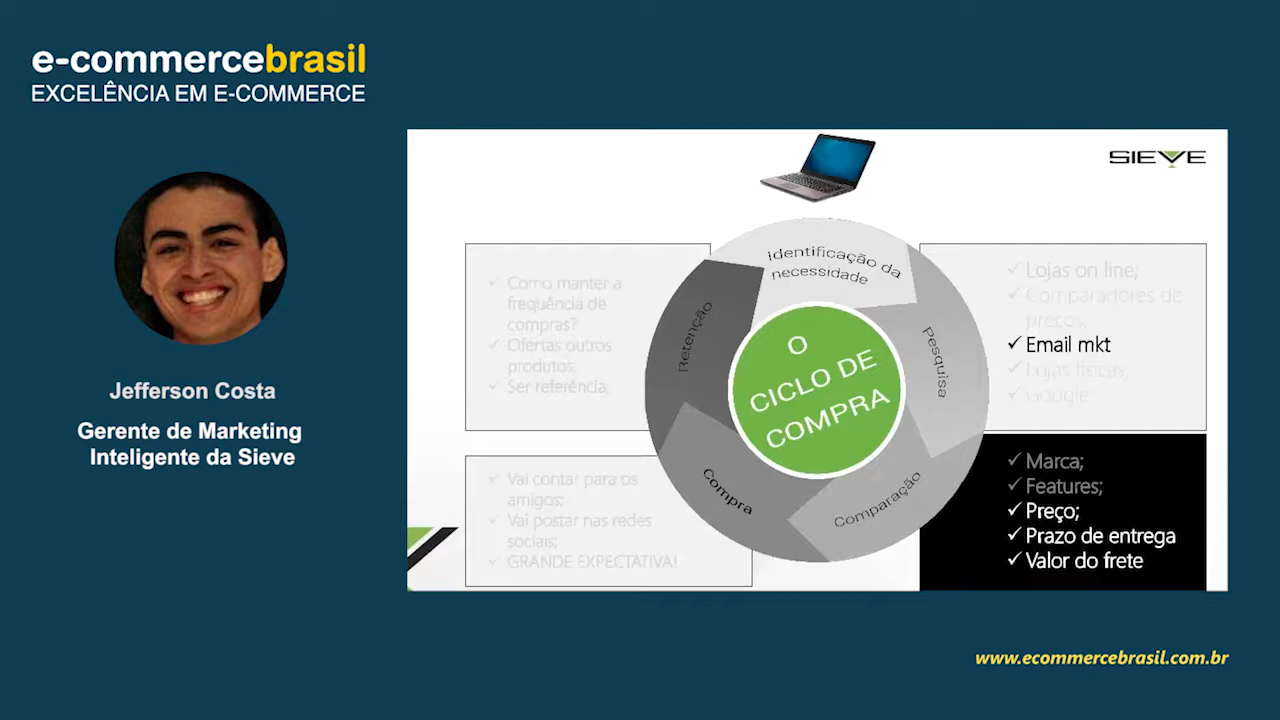 e-commercebrasil
EXCELÊNCIA EM E-COMMERCE
Jefferson Costa
Gerente de Marketing
Inteligente da Sieve
SIEVE
Identificação da
necessidade
Pesquisa
Comparação
Compra
Retenção
O
CICLO DE
COMPRA
✓ Como manter a
frequência de
compras?
✓ Ofertas outros
produtos;
✓ Ser referência;
✓ Lojas on line;
✓ Comparadores de
preços;
✓ Email mkt
✓ Lojas físicas;
✓ Google
✓ Vai contar para os
amigos;
✓ Vai postar nas redes
sociais;
✓ GRANDE EXPECTATIVA!
✓ Marca;
✓ Features;
✓ Preço;
✓ Prazo de entrega
✓ Valor do frete
www.ecommercebrasil.com.br